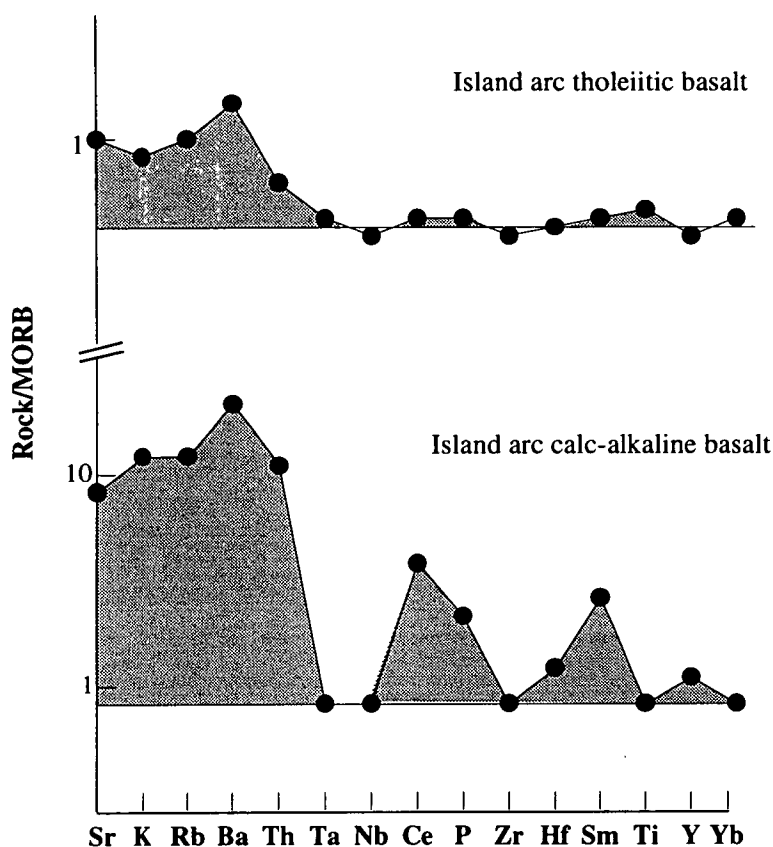 Island arc tholeiitic basalt
1
Rock/MORB
Island arc calc-alkaline basalt
10
1
Sr K Rb Ba Th Ta Nb Ce P Zr Hf Sm Ti Y Yb